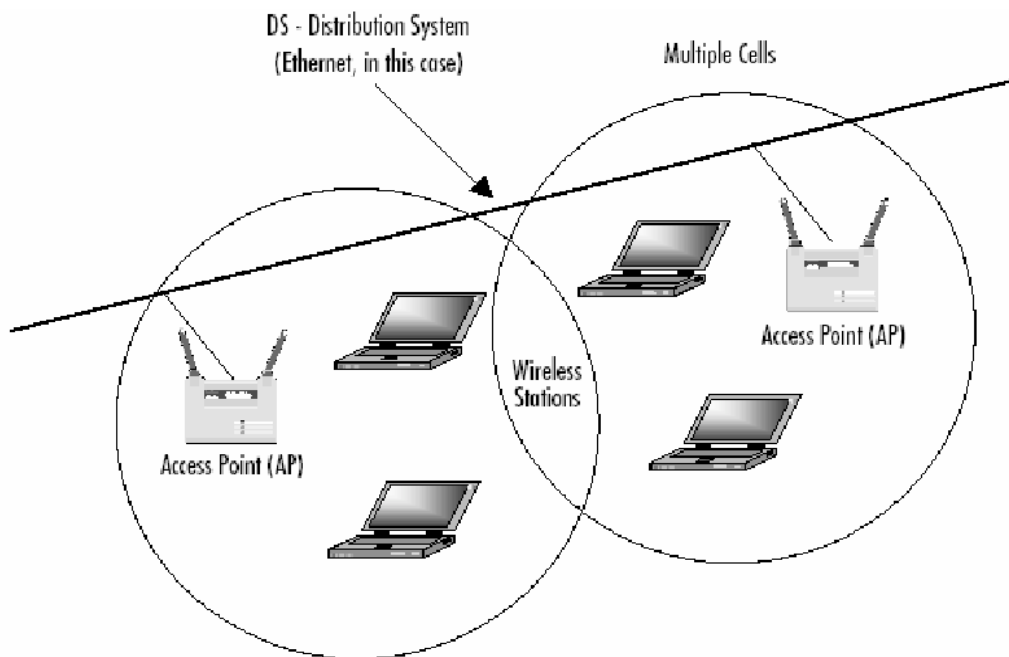 DS - Distribution System
(Ethernet, in this case)
Multiple Cells
Access Point (AP)
Wireless
Stations
Access Point (AP)